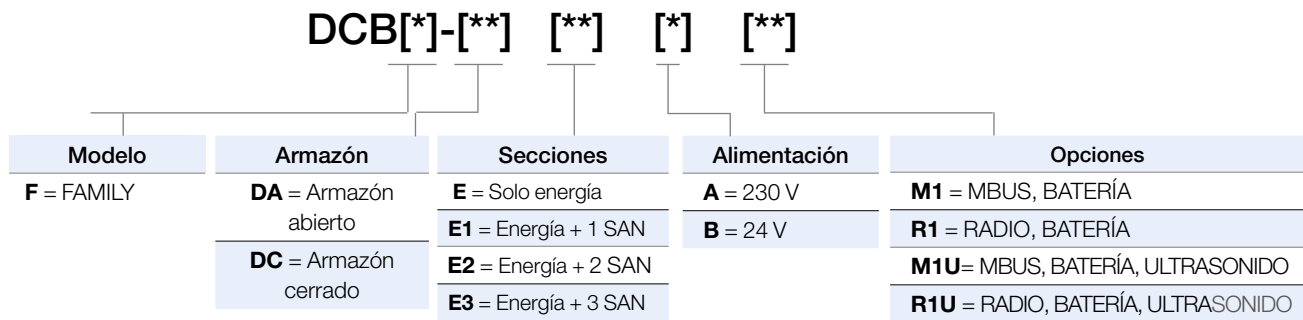 DCB[*]-[**] [**] [*] [**]
Modelo
F = FAMILY
Armazón
DA = Armazón
abierto
DC = Armazón
cerrado
Secciones
E = Solo energía
E1 = Energía + 1 SAN
E2 = Energía + 2 SAN
E3 = Energía + 3 SAN
Alimentación
A = 230 V
B = 24 V
Opciones
M1 = MBUS, BATERÍA
R1 = RADIO, BATERÍA
M1U= MBUS, BATERÍA, ULTRASONIDO
R1U = RADIO, BATERÍA, ULTRASONIDO